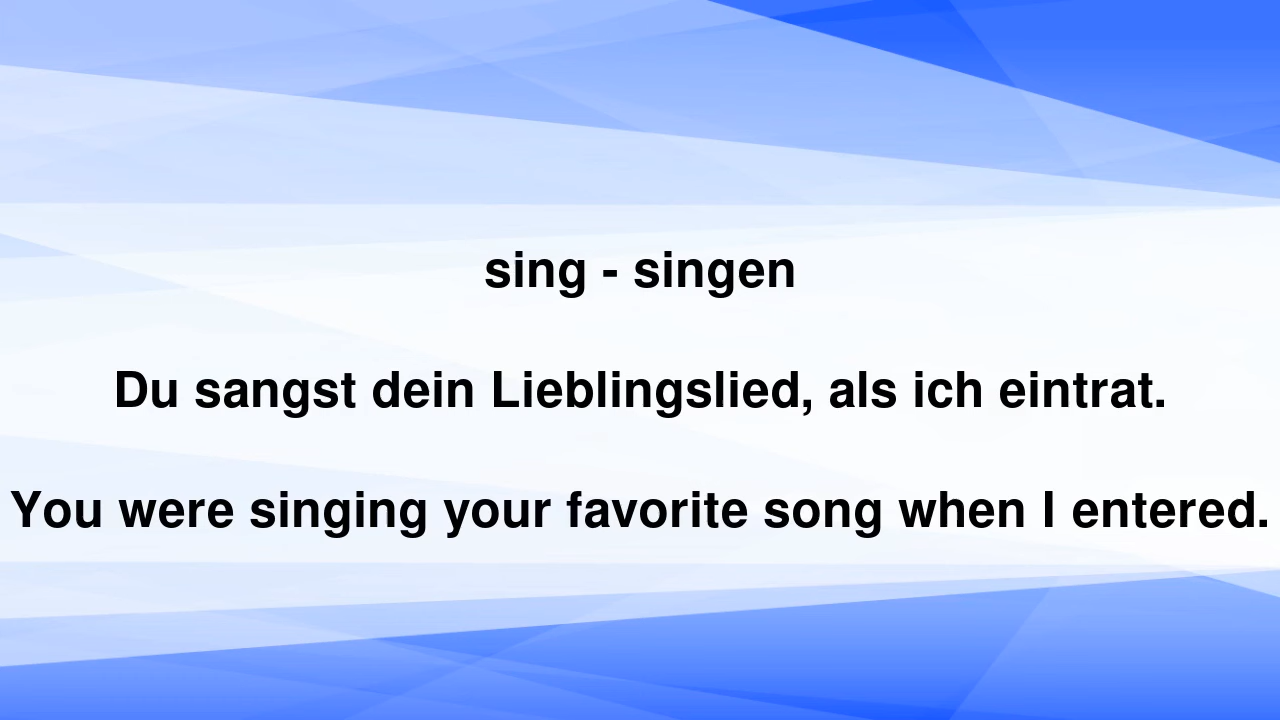 sing - singen
Du sangst dein Lieblingslied, als ich eintrat.
You were singing your favorite song when I entered.